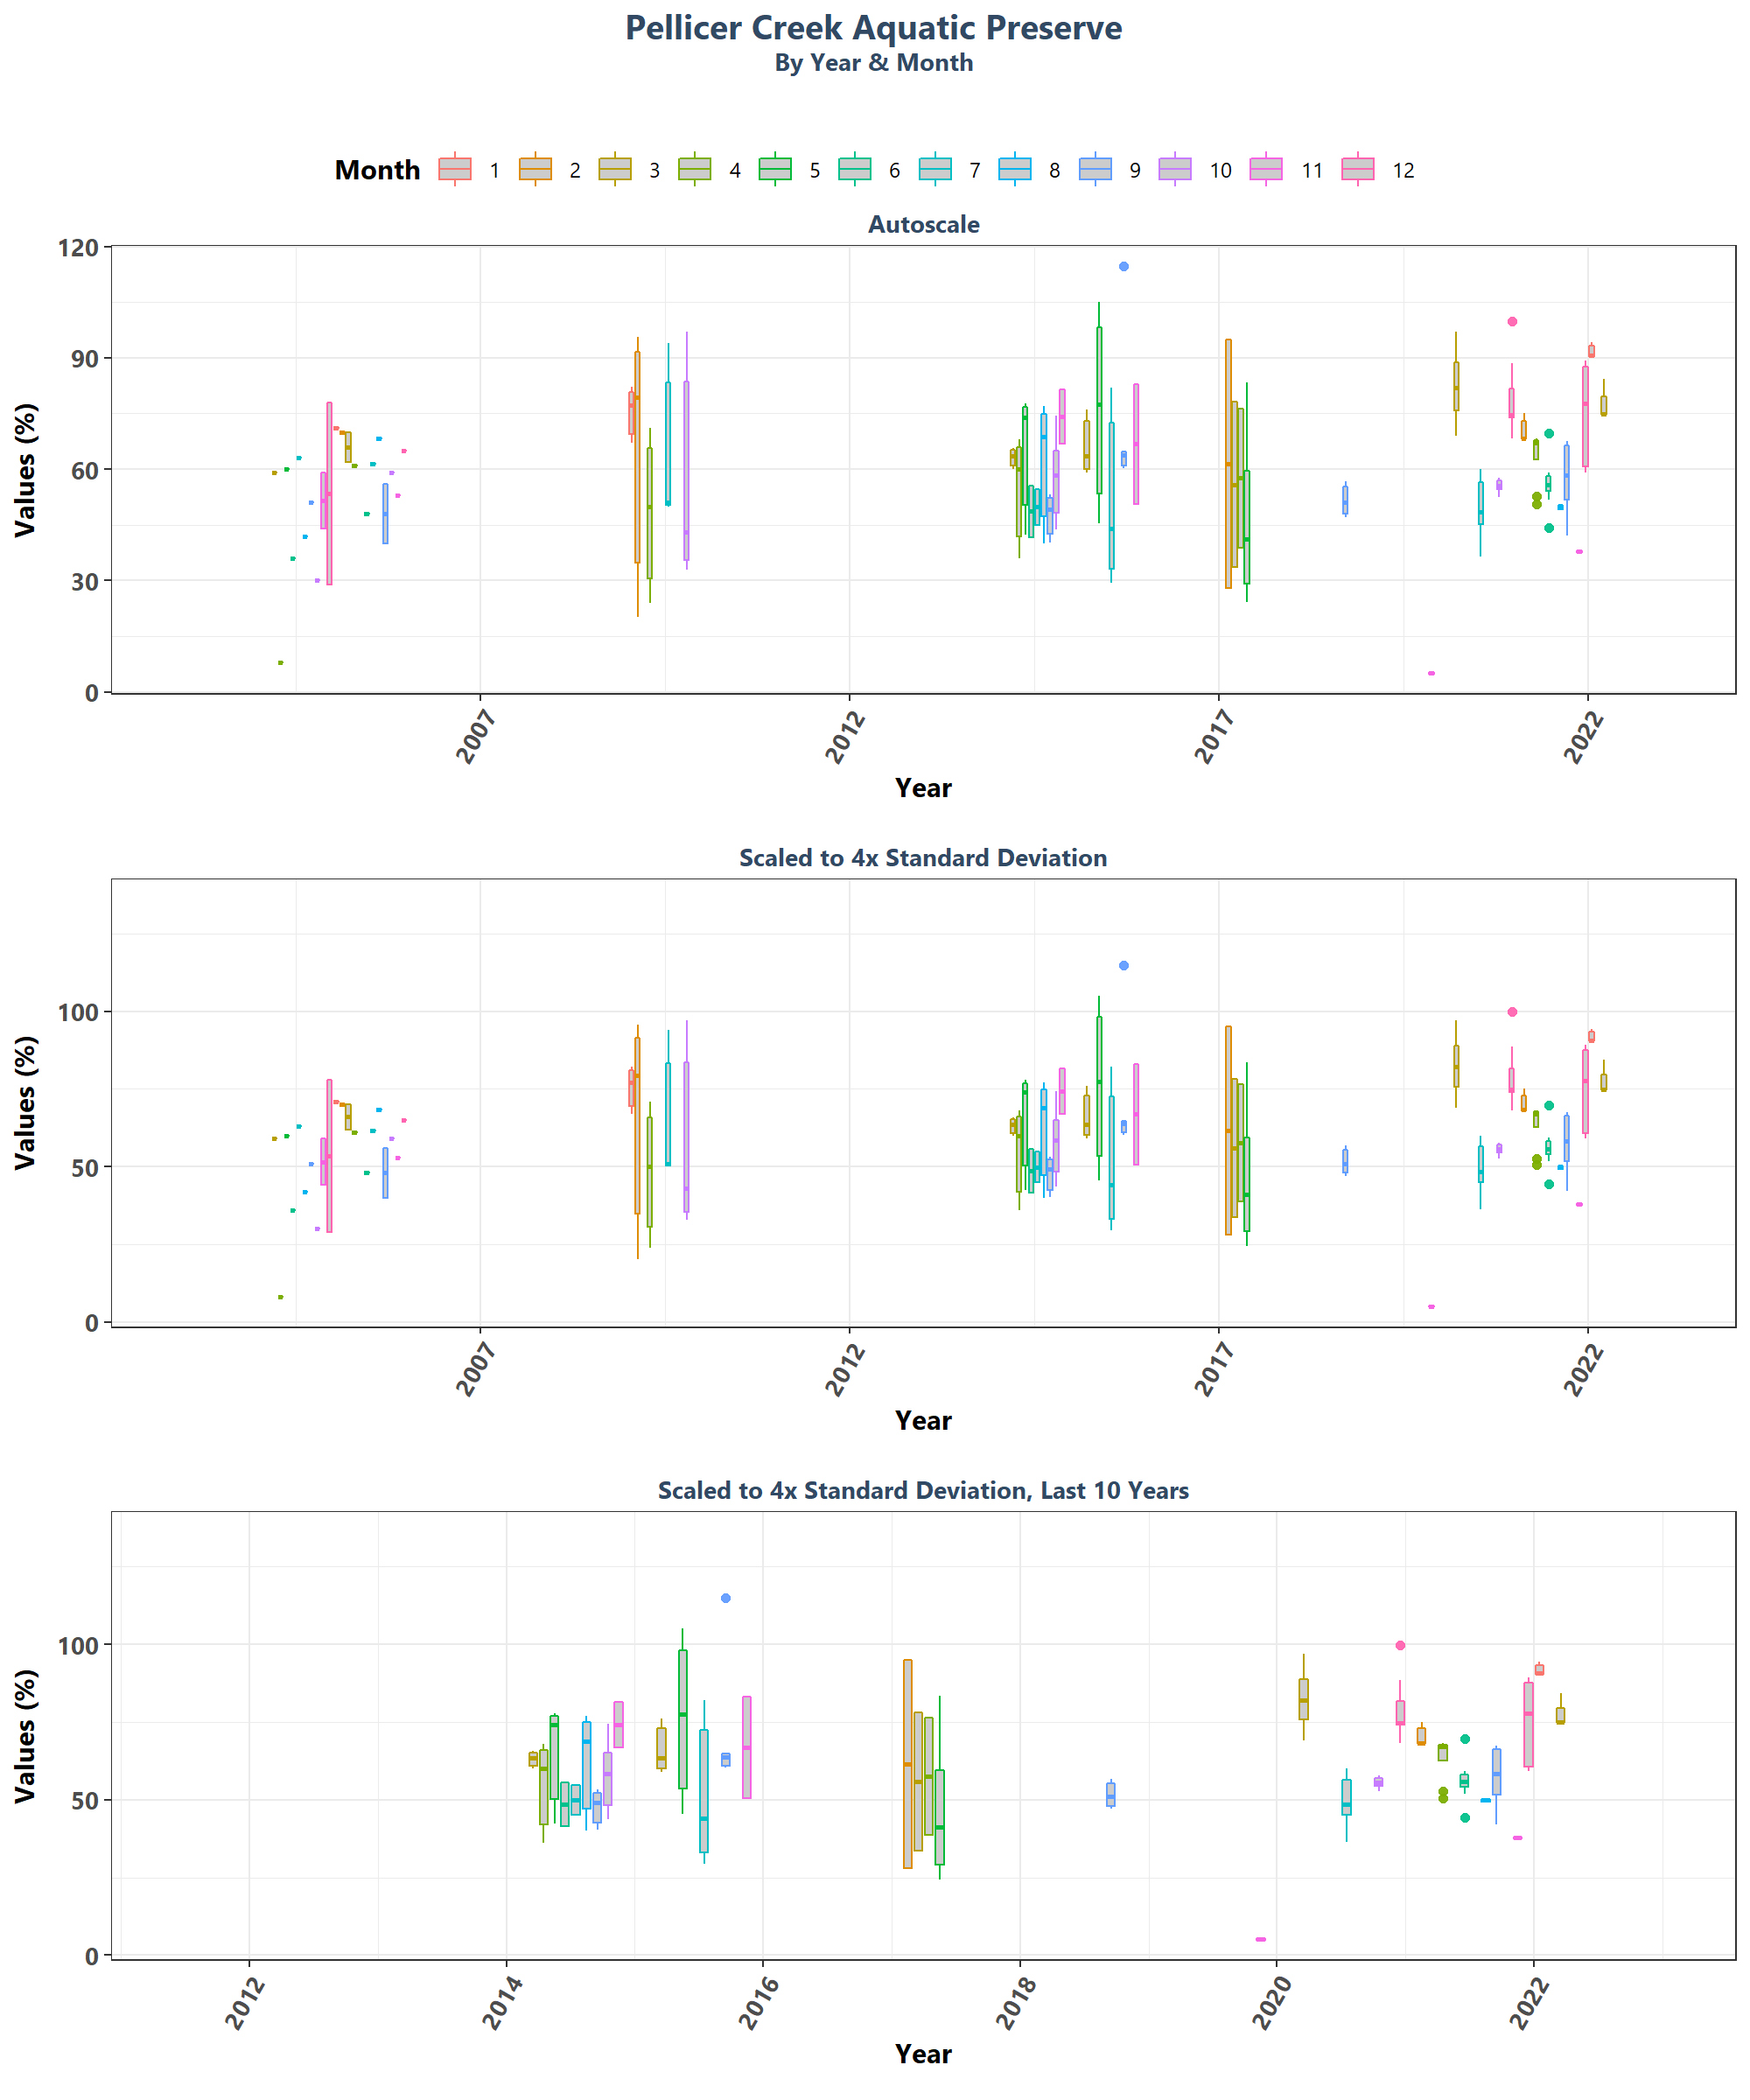 Pellicer Creek Aquatic Preserve
By Year & Month
Month 1 2 3 4 5 6 7 8 9 10 11 12
Autoscale
Values (%)
120
90
60
30
0
2007 2012 2017 2022
Year
Scaled to 4x Standard Deviation
Values (%)
100
50
0
2007 2012 2017 2022
Year
Scaled to 4x Standard Deviation, Last 10 Years
Values (%)
100
50
0
2012 2014 2016 2018 2020 2022
Year